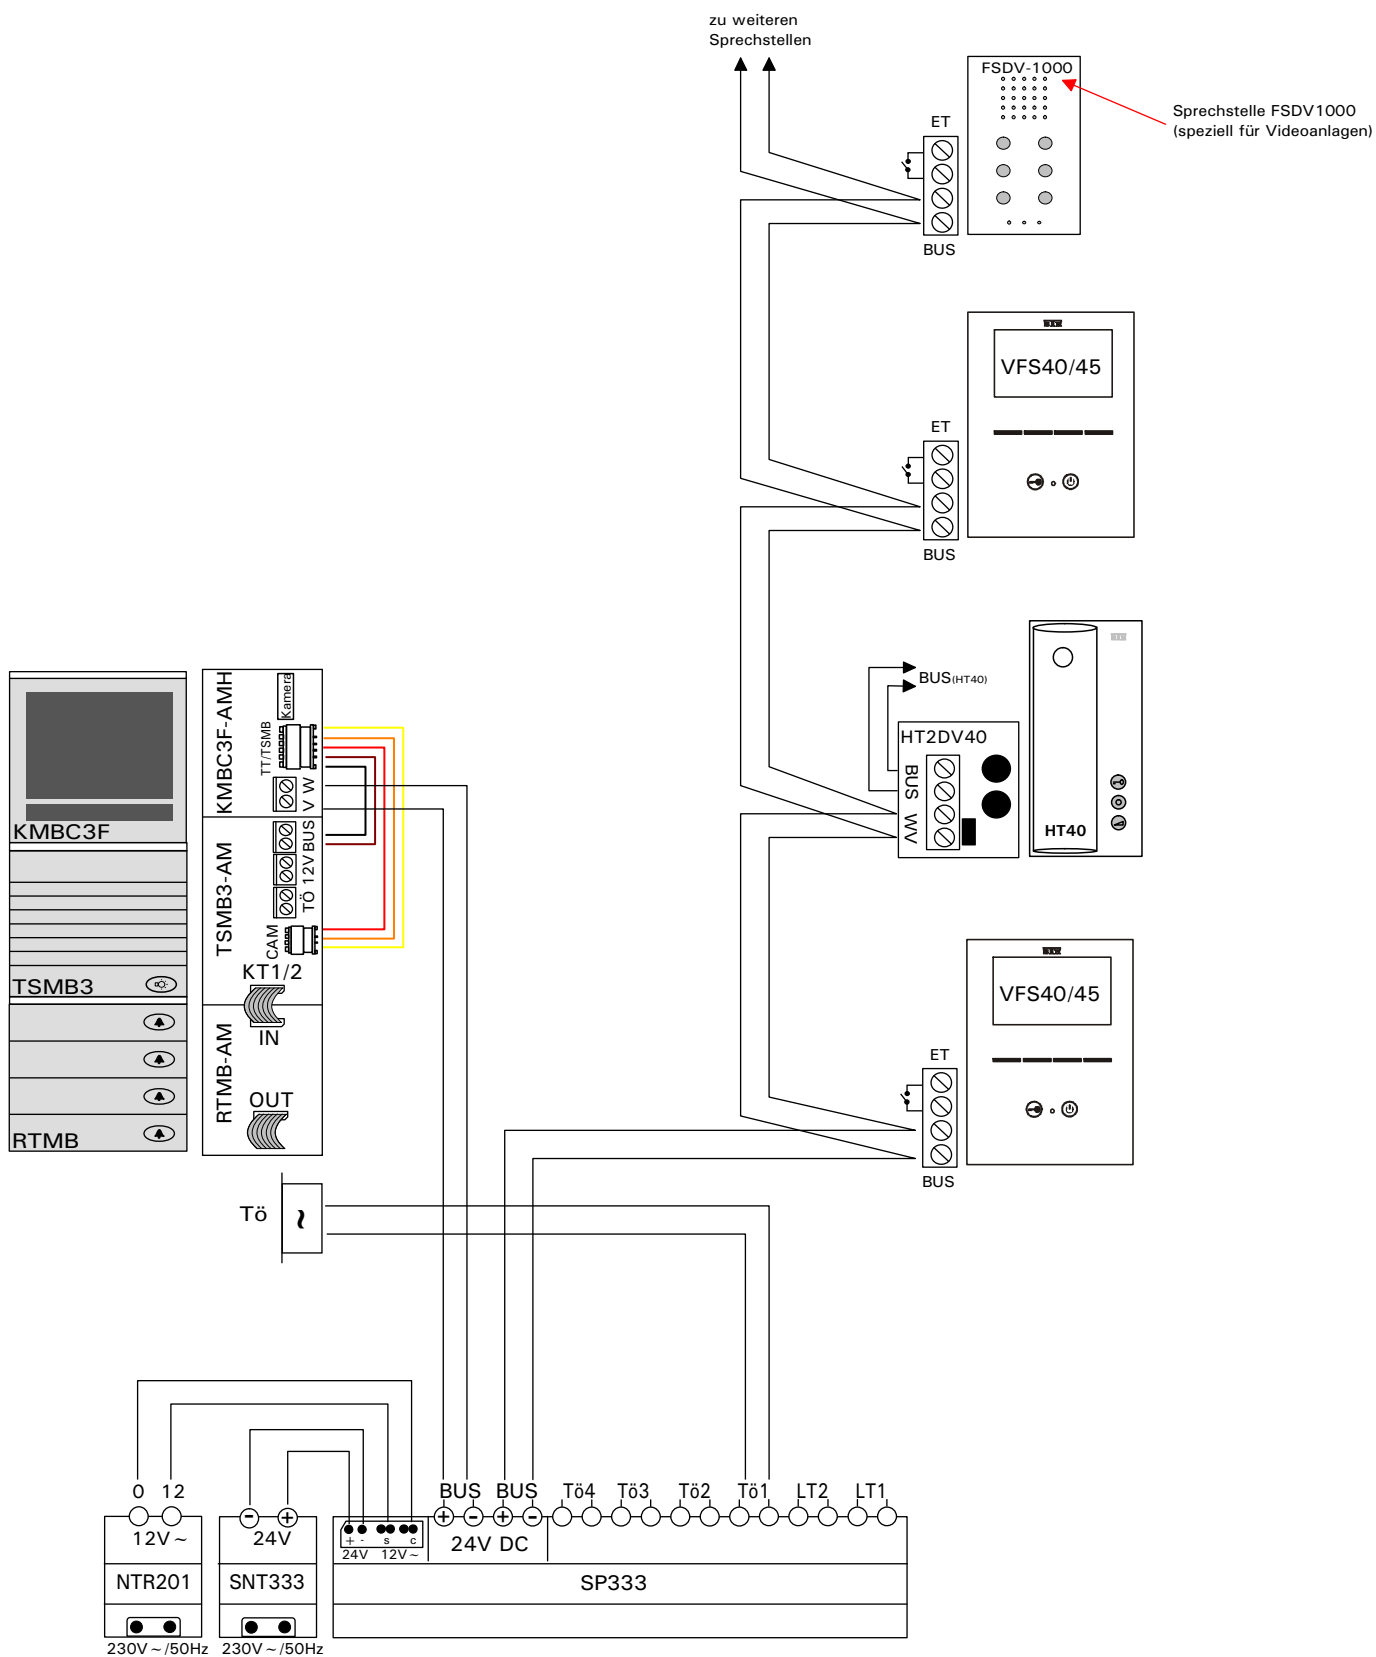 zu weiteren
Sprechstellen
FSDV-1000
Sprechstelle FSDV1000
(speziell für Videoanlagen)
ET
BUS
VFS40/45
ET
BUS
BUS(HT40)
HT2DV40
BUS
WV
HT40
KMBC3F-AMH
Kamera
TT/TSMB
V W
KMBC3F
TSMB3-AM
TÖ 12V BUS
CAM
KT1/2
TSMB3
RTMB-AM
IN
OUT
RTMB
VFS40/45
ET
BUS
Tö
~
0 12
BUS BUS Tö4 Tö3 Tö2 Tö1 LT2 LT1
- + + - + -
12V~
24V
+ - s c
24V 12V~
24V DC
NTR201
SNT333
SP333
230V~/50Hz
230V~/50Hz